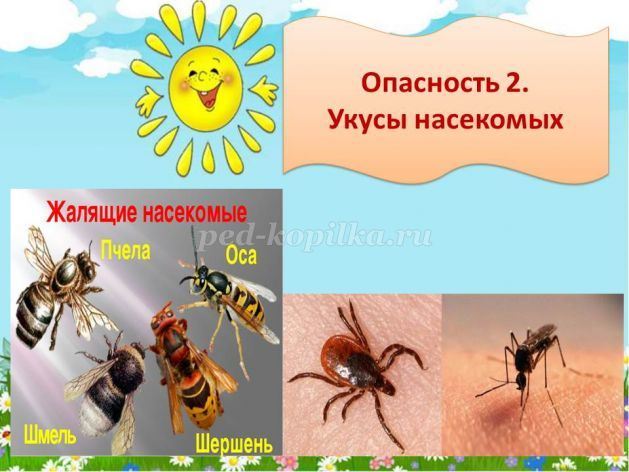 Опасность 2.
Укусы насекомых
Жалящие насекомые
ped-kopilka.ru
Пчела
Оса
Шмель
Шершень